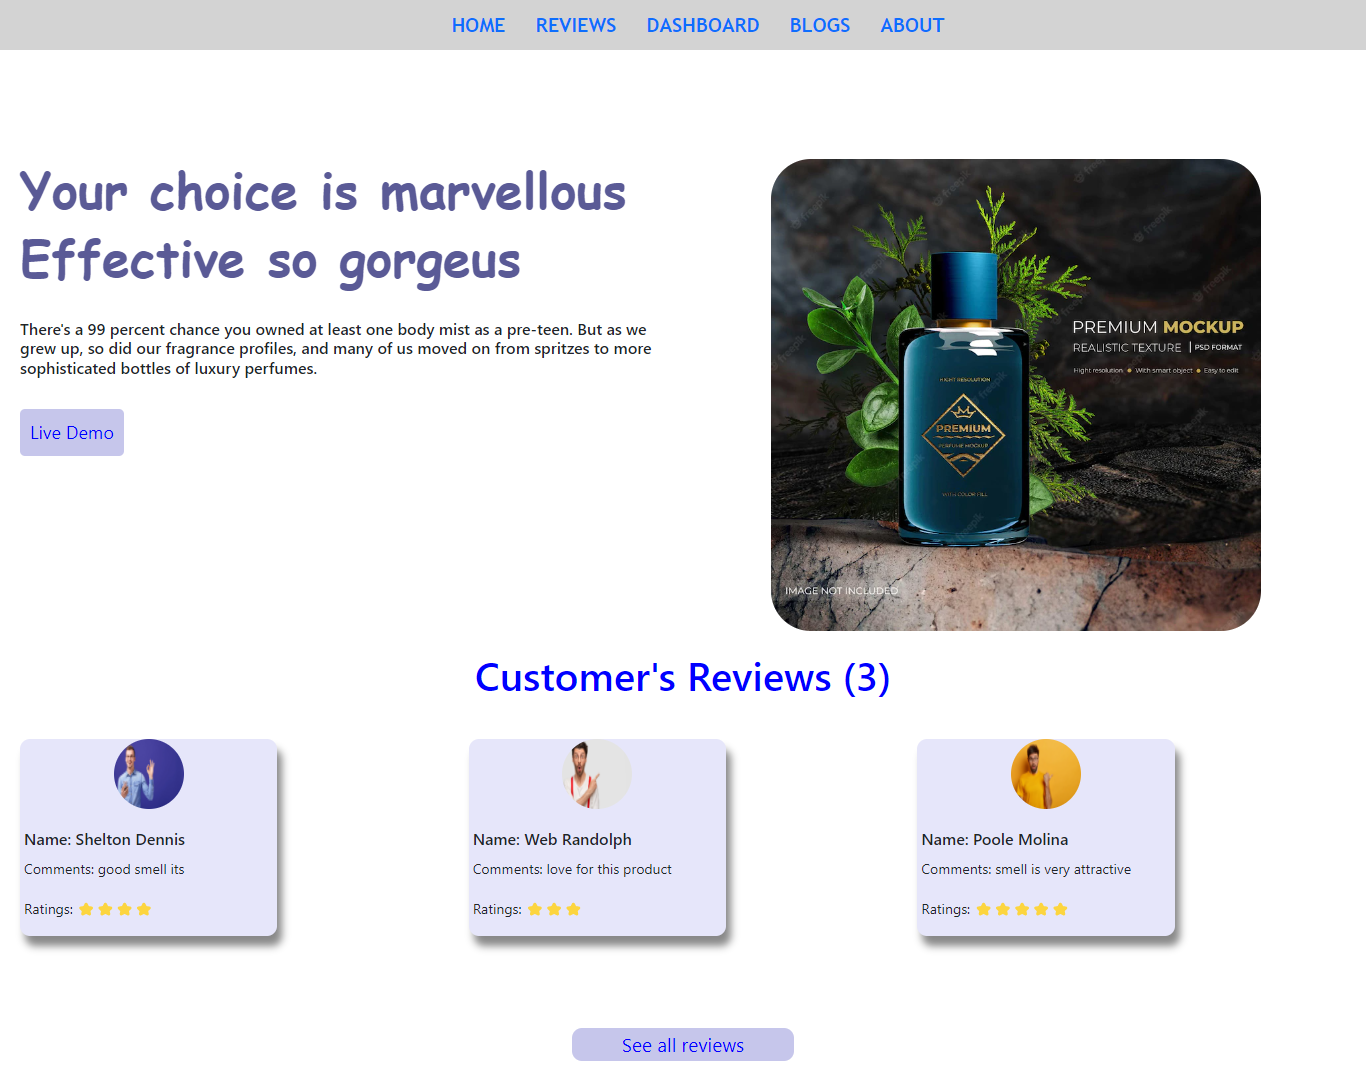 HOME REVIEWS DASHBOARD BLOGS ABOUT
Your choice is marvellous
Effective so gorgeus
There's a 99 percent chance you owned at least one body mist as a pre-teen. But as we
grew up, so did our fragrance profiles, and many of us moved on from spritzes to more
sophisticated bottles of luxury perfumes.
Live Demo
PREMIUM MOCKUP
REALISTIC TEXTURE | PSD FORMAT
Hight resolution • With smart object • Easy to edit
HIGHT RESOLUTION
PREMIUM
PERFUME MOCKUP
WITH COLOR FILL
IMAGE NOT INCLUDED
freepik
Customer's Reviews (3)
Name: Shelton Dennis
Comments: good smell its
Ratings:
Name: Web Randolph
Comments: love for this product
Ratings:
Name: Poole Molina
Comments: smell is very attractive
Ratings:
See all reviews